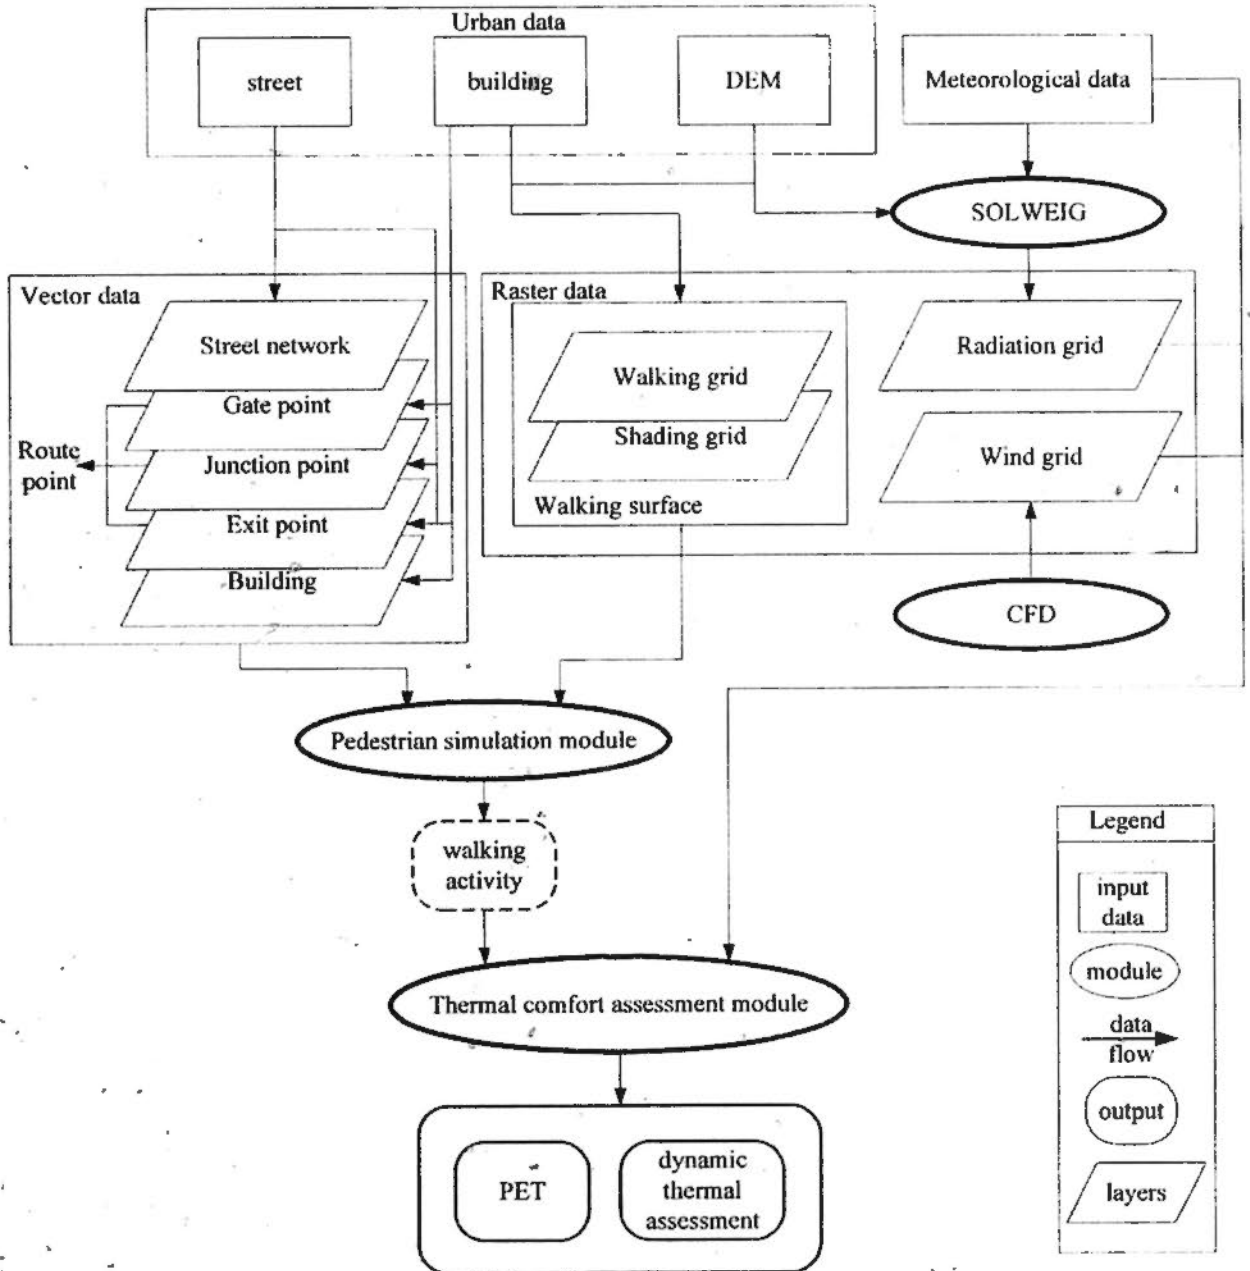 Urban data
street
building
DEM
Meteorological data
SOLWEIG
Vector data
Street network
Gate point
Junction point
Exit point
Building
Route
point
Raster data
Walking grid
Shading grid
Walking surface
Radiation grid
Wind grid
CFD
Pedestrian simulation module
walking
activity
Thermal comfort assessment module
PET
dynamic
thermal
assessment
Legend
input
data
module
data
flow
output
layers